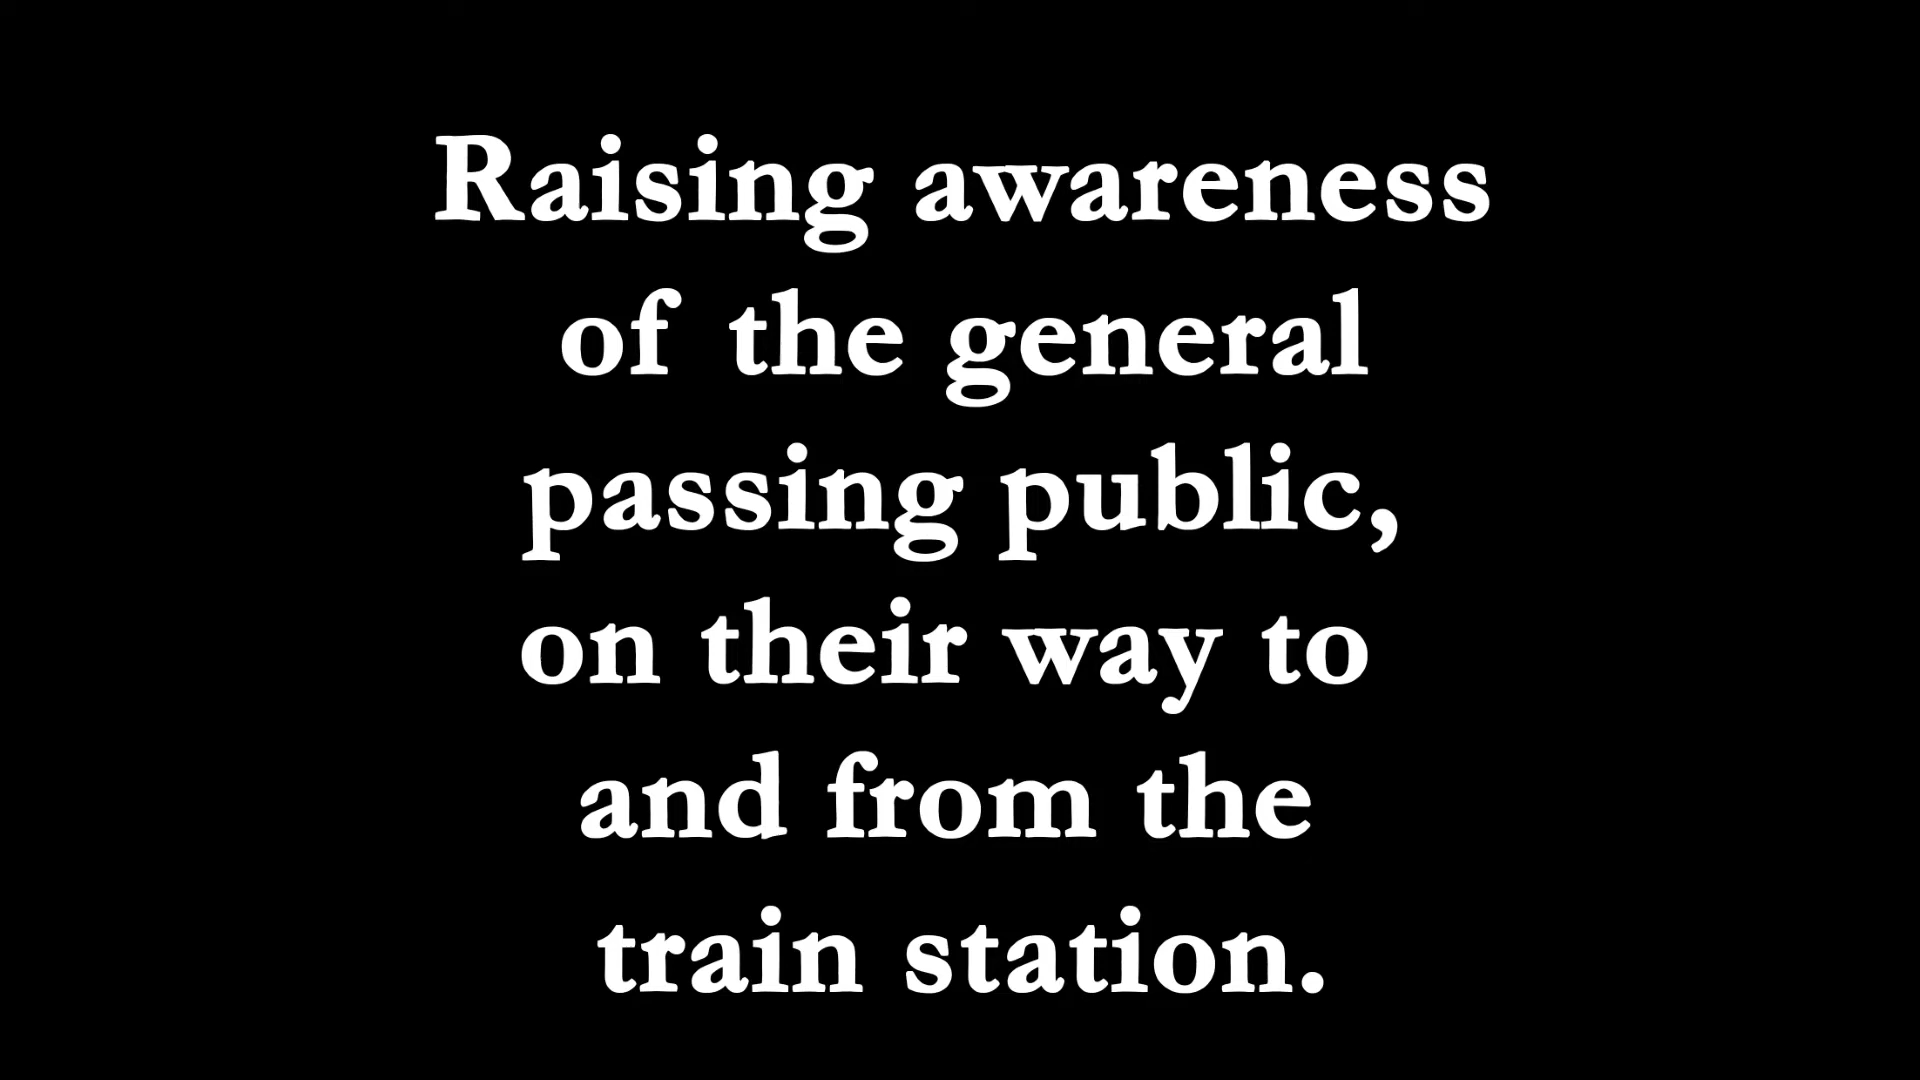 Raising awareness
of the general
passing public,
on their way to
and from the
train station.